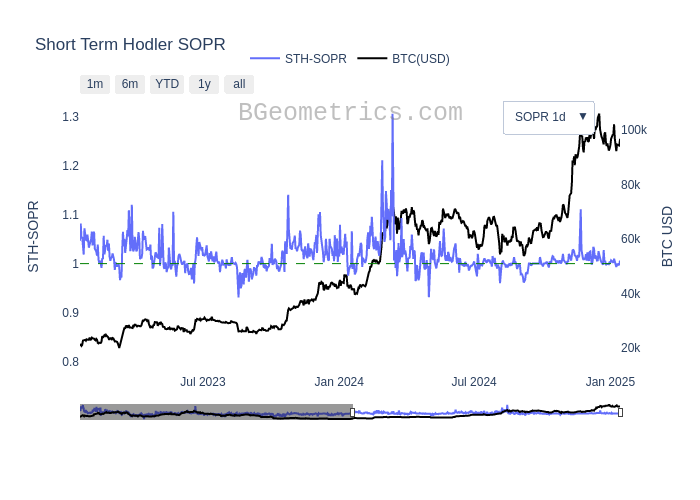 Short Term Hodler SOPR
STH-SOPR BTC(USD)
1m 6m YTD 1y all
BGeometrics.com
SOPR 1d ▼
1.3
1.2
1.1
1
0.9
0.8
STH-SOPR
100k
80k
60k
40k
20k
BTC USD
Jul 2023 Jan 2024 Jul 2024 Jan 2025